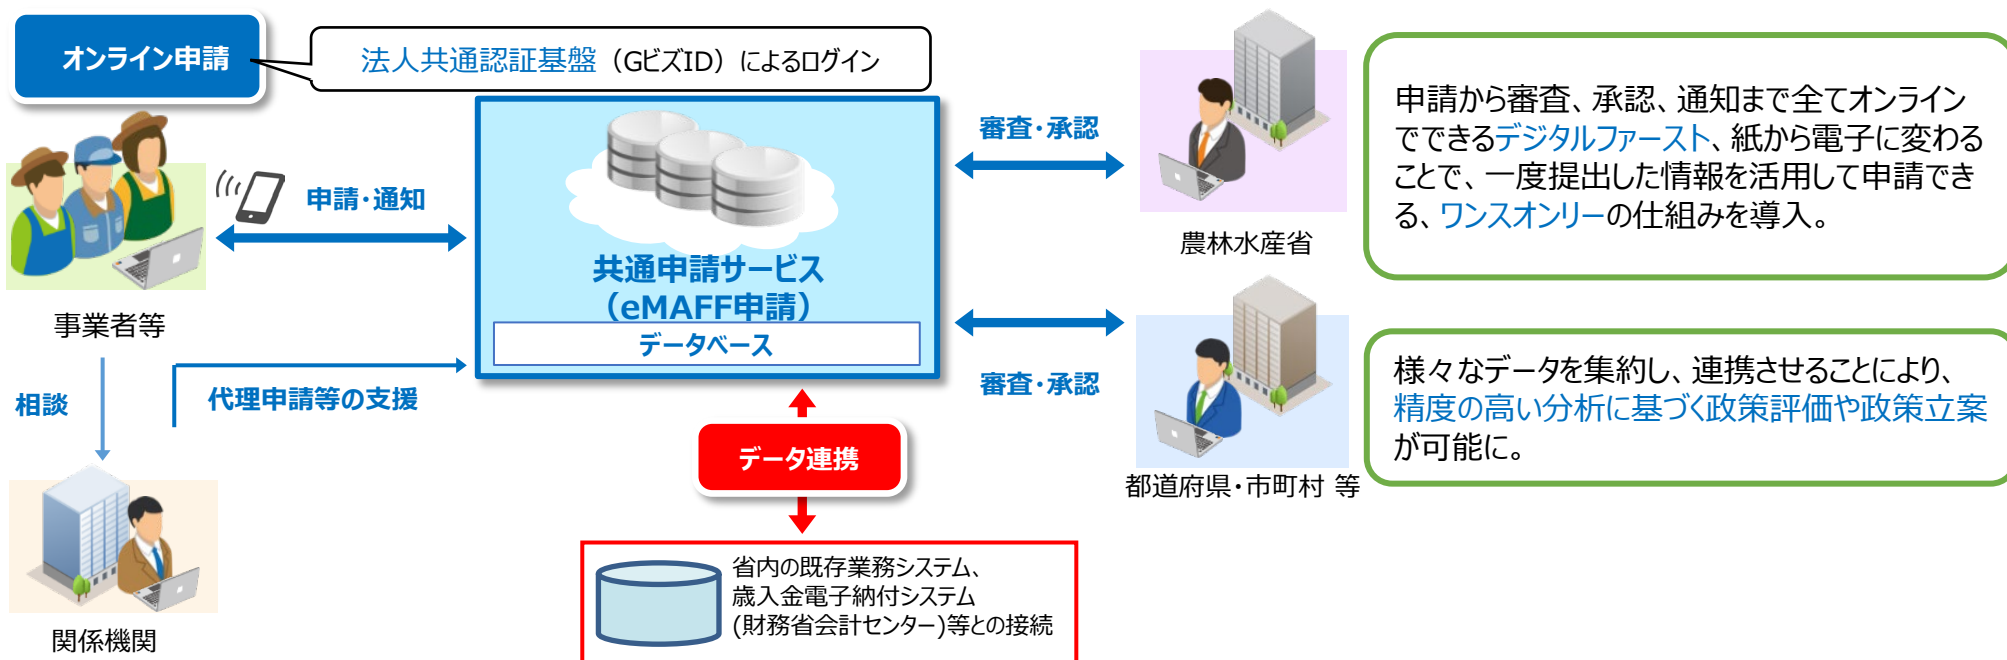 オンライン申請
法人共通認証基盤（GビズID）によるログイン
申請・通知
事業者等
相談
代理申請等の支援
関係機関
共通申請サービス
（eMAFF申請）
データベース
データ連携
省内の既存業務システム、
歳入金電子納付システム
(財務省会計センター)等との接続
審査・承認
農林水産省
審査・承認
都道府県・市町村 等
申請から審査、承認、通知まで全てオンライン
でできるデジタルファースト、紙から電子に変わる
ことで、一度提出した情報を活用して申請でき
る、ワンスオンリーの仕組みを導入。
様々なデータを集約し、連携させることにより、
精度の高い分析に基づく政策評価や政策立案
が可能に。